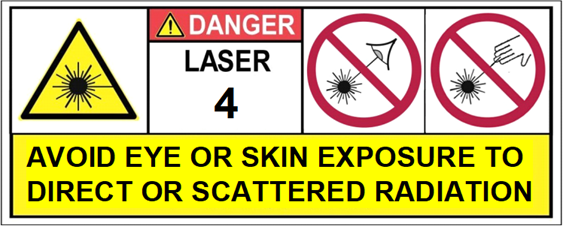 DANGER
LASER
4
AVOID EYE OR SKIN EXPOSURE TO
DIRECT OR SCATTERED RADIATION